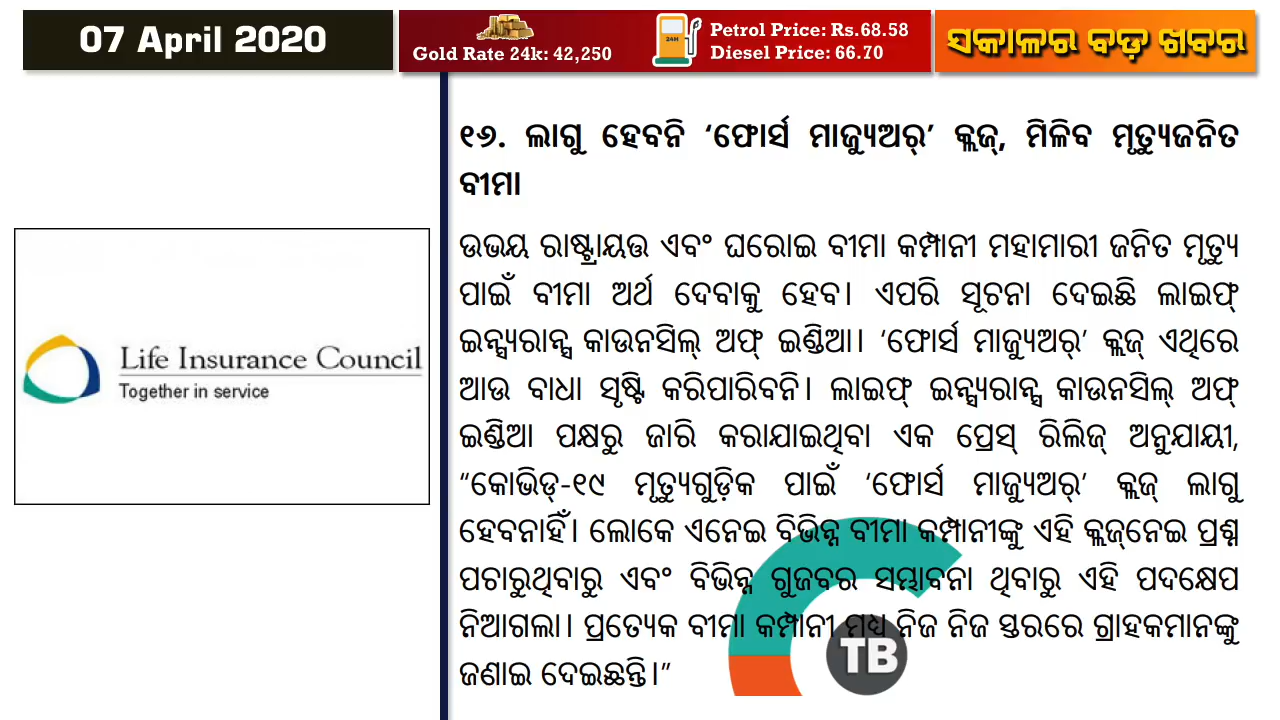 07 April 2020
Gold Rate 24k: 42,250
24H
Petrol Price: Rs.68.58
Diesel Price: 66.70
ସକାଳର ବଡ଼ ଖବର
୧୬. ଲାଗୁ ହେବନି ‘ଫୋର୍ସ ମାଜ୍ୟୁଅର୍’ କ୍ଲଜ୍, ମିଳିବ ମୃତ୍ୟୁଜନିତ
ବୀମା
ଉଭୟ ରାଷ୍ଟ୍ରାୟତ୍ତ ଏବଂ ଘରୋଇ ବୀମା କମ୍ପାନୀ ମହାମାରୀ ଜନିତ ମୃତ୍ୟୁ
ପାଇଁ ବୀମା ଅର୍ଥ ଦେବାକୁ ହେବ। ଏପରି ସୂଚନା ଦେଇଛି ଲାଇଫ୍
ଇନ୍ସ୍ୟୁରାନ୍ସ କାଉନସିଲ୍ ଅଫ୍ ଇଣ୍ଡିଆ। ‘ଫୋର୍ସ ମାଜ୍ୟୁଅର୍’ କ୍ଲଜ୍ ଏଥିରେ
ଆଉ ବାଧା ସୃଷ୍ଟି କରିପାରିବନି। ଲାଇଫ୍ ଇନ୍ସ୍ୟୁରାନ୍ସ କାଉନସିଲ୍ ଅଫ୍
ଇଣ୍ଡିଆ ପକ୍ଷରୁ ଜାରି କରାଯାଇଥିବା ଏକ ପ୍ରେସ୍ ରିଲିଜ୍ ଅନୁଯାୟୀ,
“କୋଭିଡ୍-୧୯ ମୃତ୍ୟୁଗୁଡ଼ିକ ପାଇଁ ‘ଫୋର୍ସ ମାଜ୍ୟୁଅର୍’ କ୍ଲଜ୍ ଲାଗୁ
ହେବନାହିଁ। ଲୋକେ ଏନେଇ ବିଭିନ୍ନ ବୀମା କମ୍ପାନୀଙ୍କୁ ଏହି କ୍ଲଜ୍‌ନେଇ ପ୍ରଶ୍ନ
ପଚାରୁଥିବାରୁ ଏବଂ ବିଭିନ୍ନ ଗୁଜବର ସମ୍ଭାବନା ଥିବାରୁ ଏହି ପଦକ୍ଷେପ
ନିଆଗଲା। ପ୍ରତ୍ୟେକ ବୀମା କମ୍ପାନୀ ମଧ୍ୟ ନିଜ ନିଜ ସ୍ତରରେ ଗ୍ରାହକମାନଙ୍କୁ
ଜଣାଇ ଦେଇଛନ୍ତି।”
Life Insurance Council
Together in service
TB